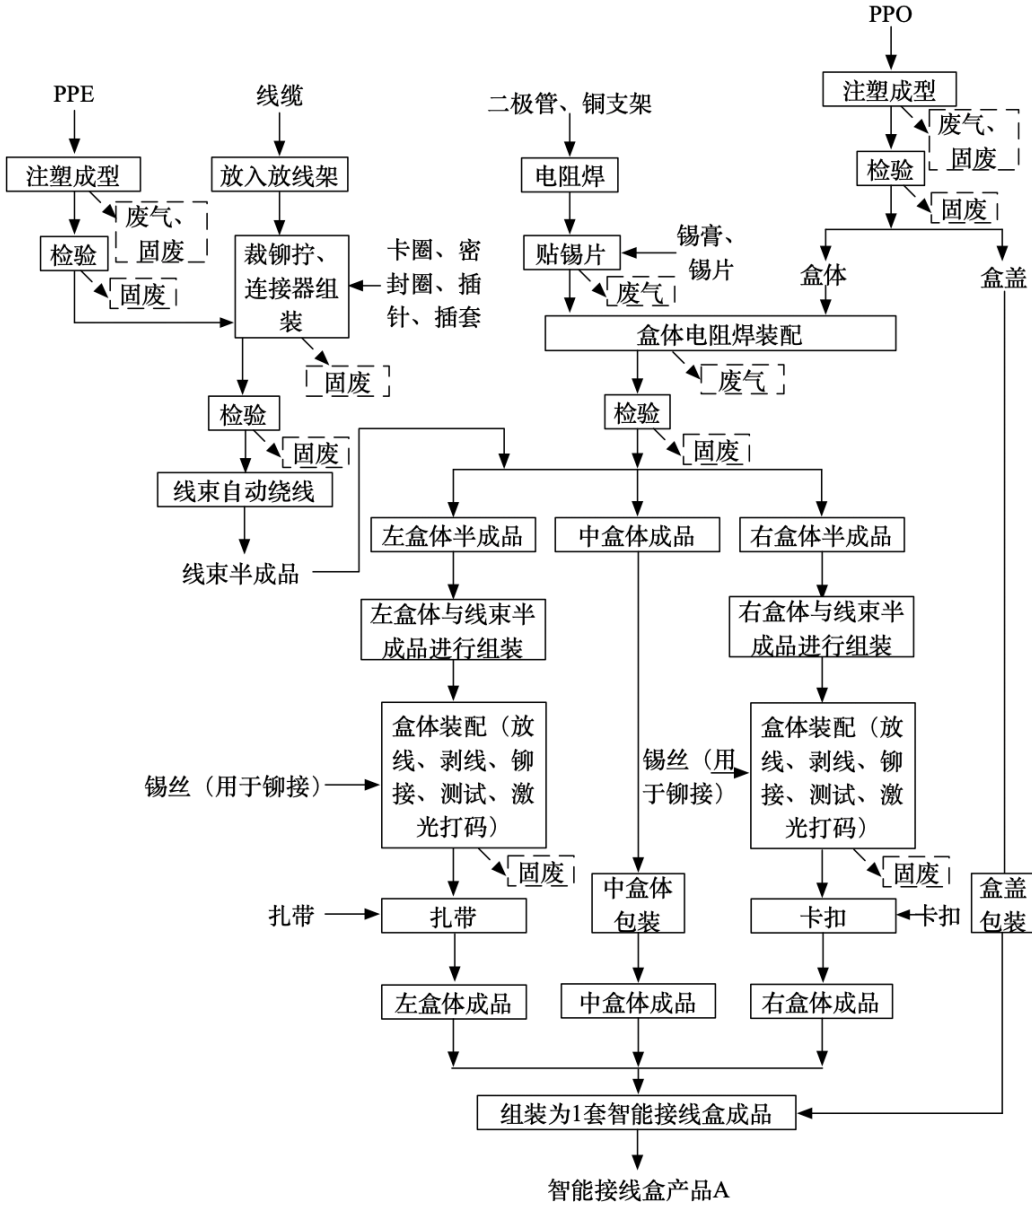 PPO
注塑成型
废气、
固废
检验
固废
盒体
盒盖
PPE
注塑成型
废气、
固废
检验
固废
线缆
放入放线架
裁铆拧、
连接器组
装
卡圈、密
封圈、插
针、插套
固废
检验
固废
线束自动绕线
线束半成品
二极管、铜支架
电阻焊
贴锡片
锡膏、
锡片
废气
盒体电阻焊装配
废气
检验
固废
左盒体半成品
中盒体成品
右盒体半成品
左盒体与线束半
成品进行组装
右盒体与线束半
成品进行组装
锡丝（用于铆接）
盒体装配（放
线、剥线、铆
接、测试、激
光打码）
固废
锡丝（用
于铆接）
盒体装配（放
线、剥线、铆
接、测试、激
光打码）
固废
扎带
扎带
中盒体
包装
卡扣
卡扣
盒盖
包装
左盒体成品
中盒体成品
右盒体成品
组装为1套智能接线盒成品
智能接线盒产品A